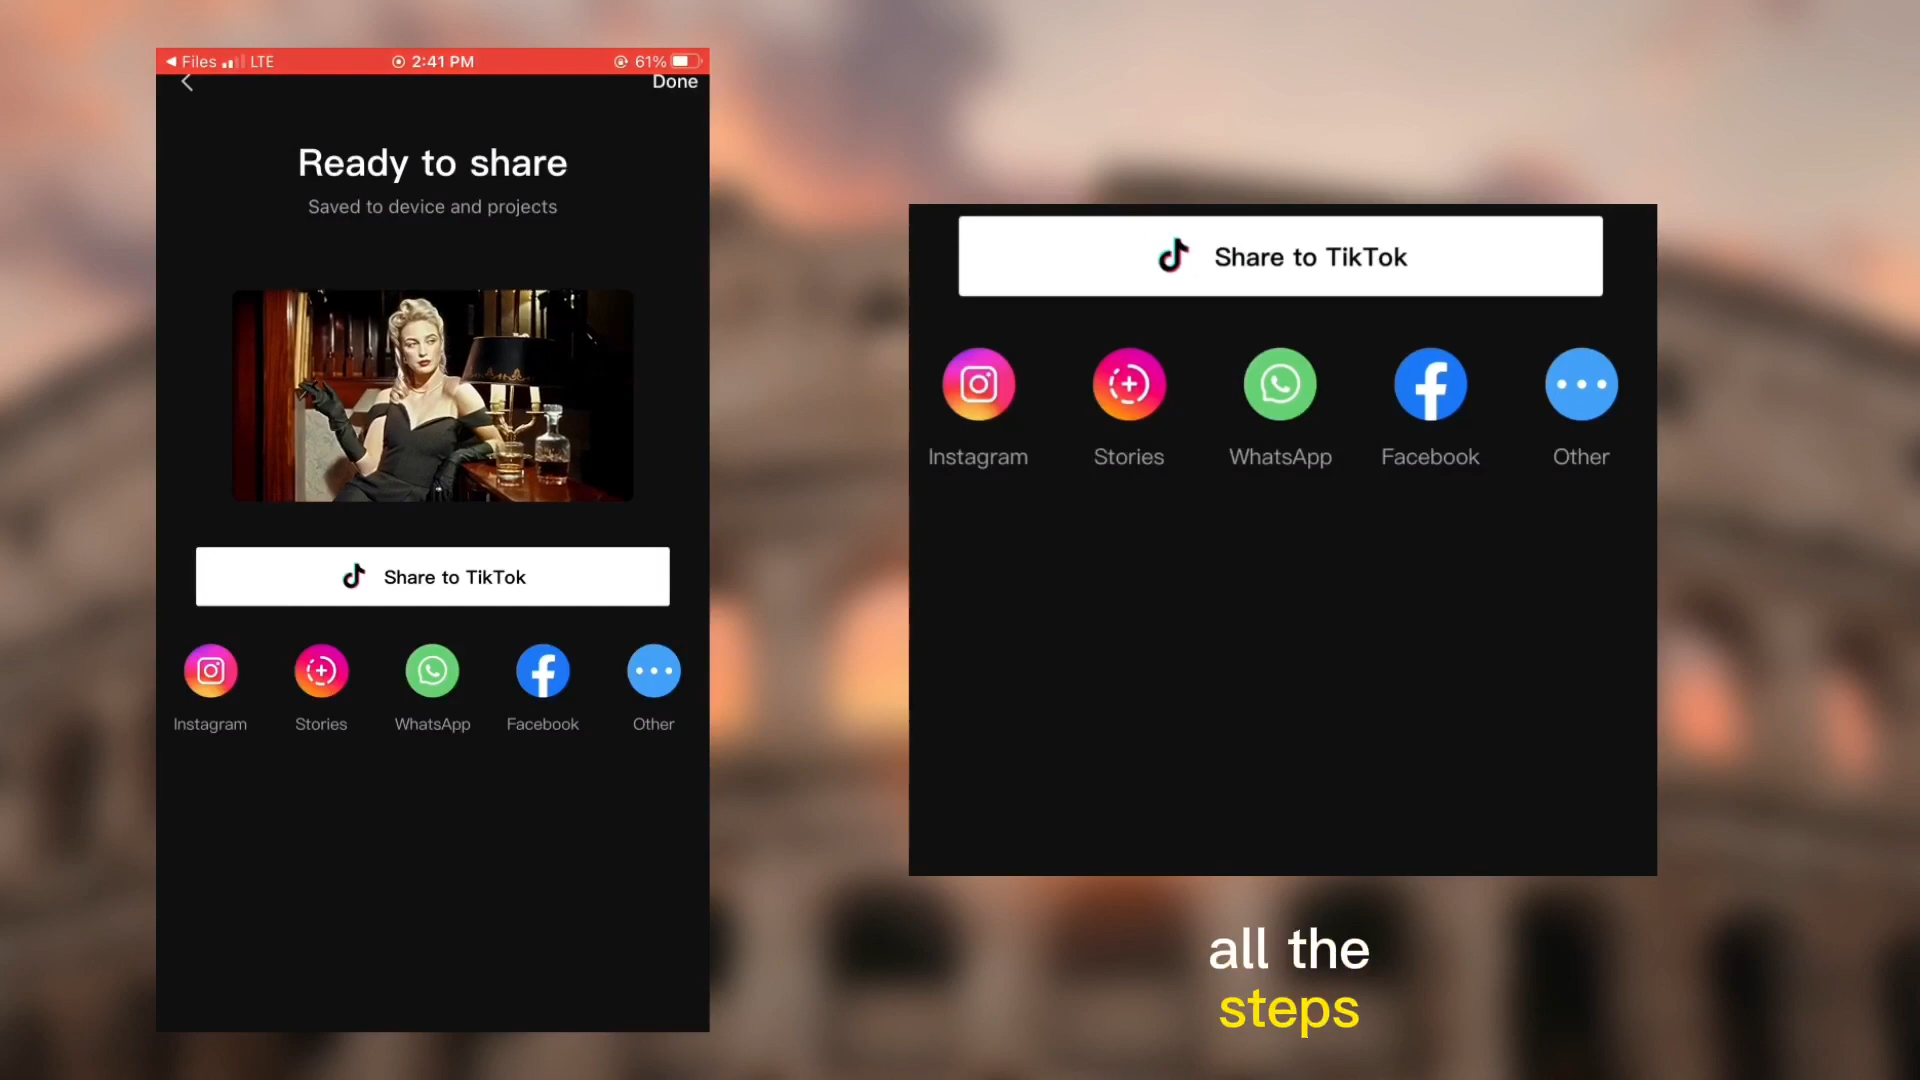 Files LTE 2:41 PM 61%
Done
Ready to share
Saved to device and projects
Share to TikTok
Instagram Stories WhatsApp Facebook Other
Share to TikTok
Instagram Stories WhatsApp Facebook Other
all the
steps